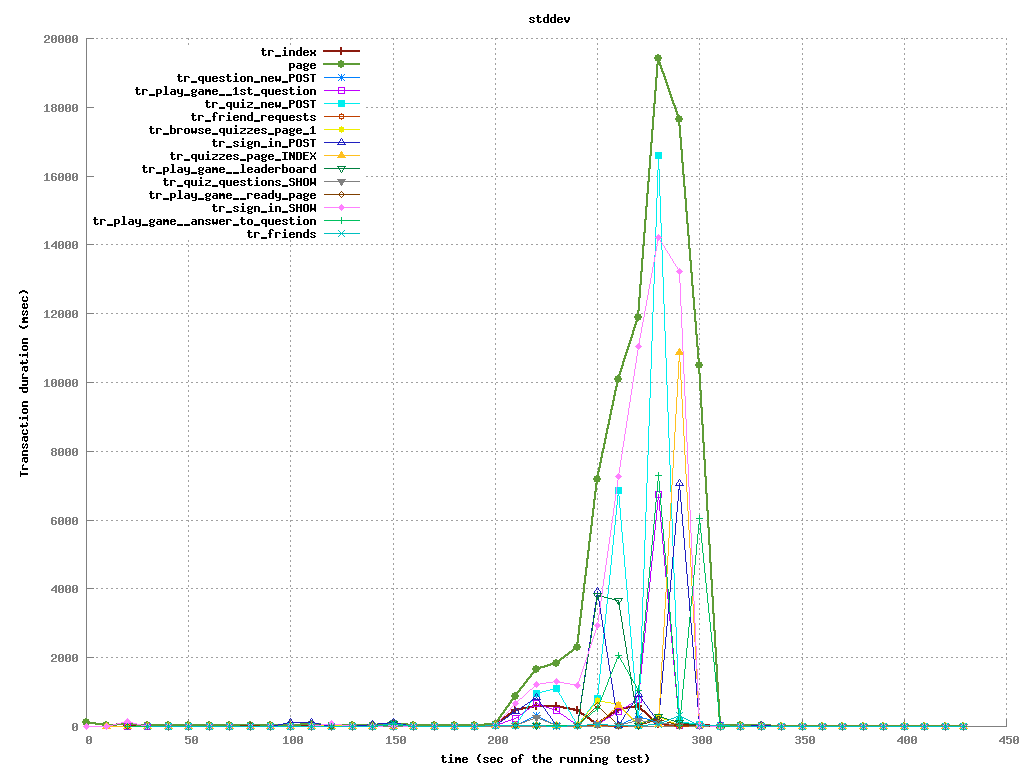 stddev
20000
18000
16000
14000
12000
10000
8000
6000
4000
2000
0
Transaction duration (msec)
tr_index
page
tr_question_new_POST
tr_play_game__1st_question
tr_quiz_new_POST
tr_friend_requests
tr_browse_quizzes_page_1
tr_sign_in_POST
tr_quizzes_page_INDEX
tr_play_game__leaderboard
tr_quiz_questions_SHOW
tr_play_game__ready_page
tr_sign_in_SHOW
tr_play_game__answer_to_question
tr_friends
0 50 100 150 200 250 300 350 400 450
time (sec of the running test)